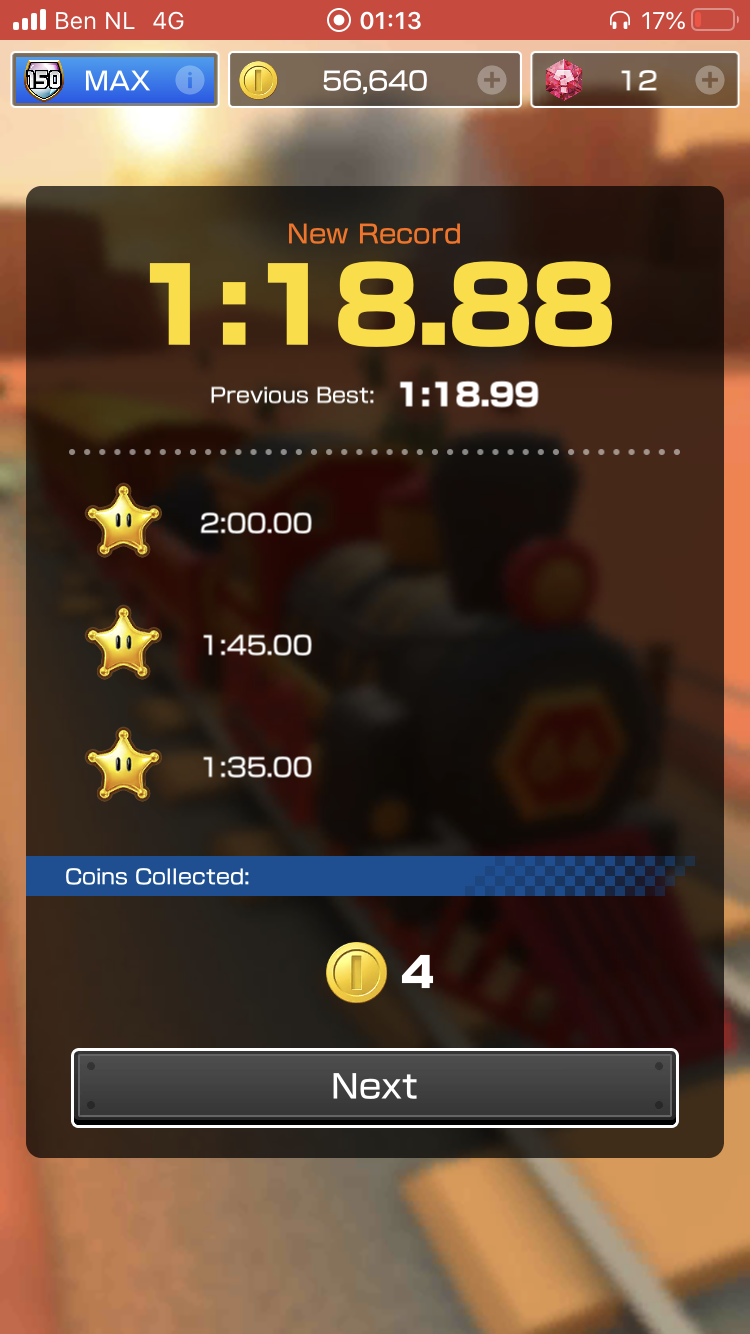 Ben NL 4G 01:13 17%
150 MAX i 56,640 + 12 +
New Record
1:18.88
Previous Best: 1:18.99
2:00.00
1:45.00
1:35.00
Coins Collected:
4
Next